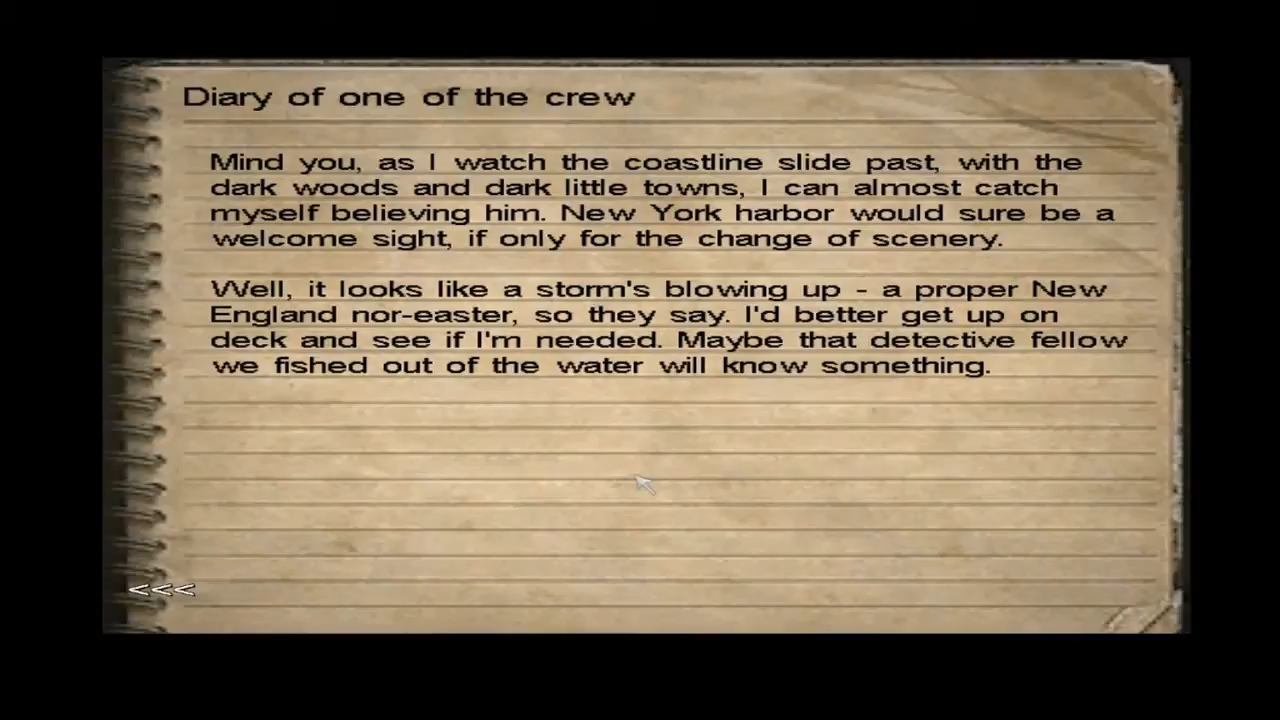 Diary of one of the crew
Mind you, as I watch the coastline slide past, with the
dark woods and dark little towns, I can almost catch
myself believing him. New York harbor would sure be a
welcome sight, if only for the change of scenery.
Well, it looks like a storm's blowing up - a proper New
England nor-easter, so they say. I'd better get up on
deck and see if I'm needed. Maybe that detective fellow
we fished out of the water will know something.
<<<